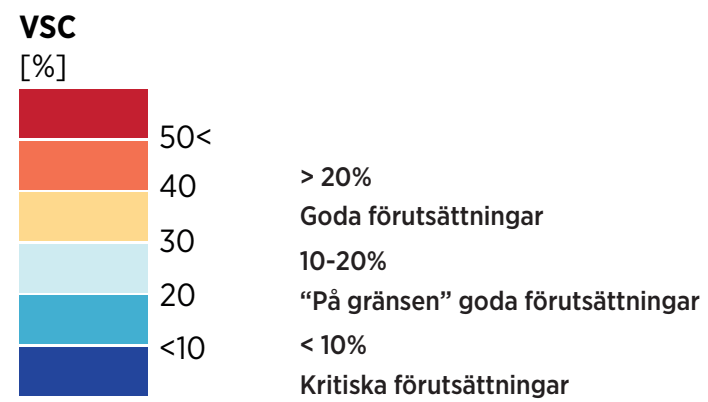 VSC
[%]
50<
40
30
20
<10
> 20%
Goda förutsättningar
10-20%
“På gränsen” goda förutsättningar
< 10%
Kritiska förutsättningar